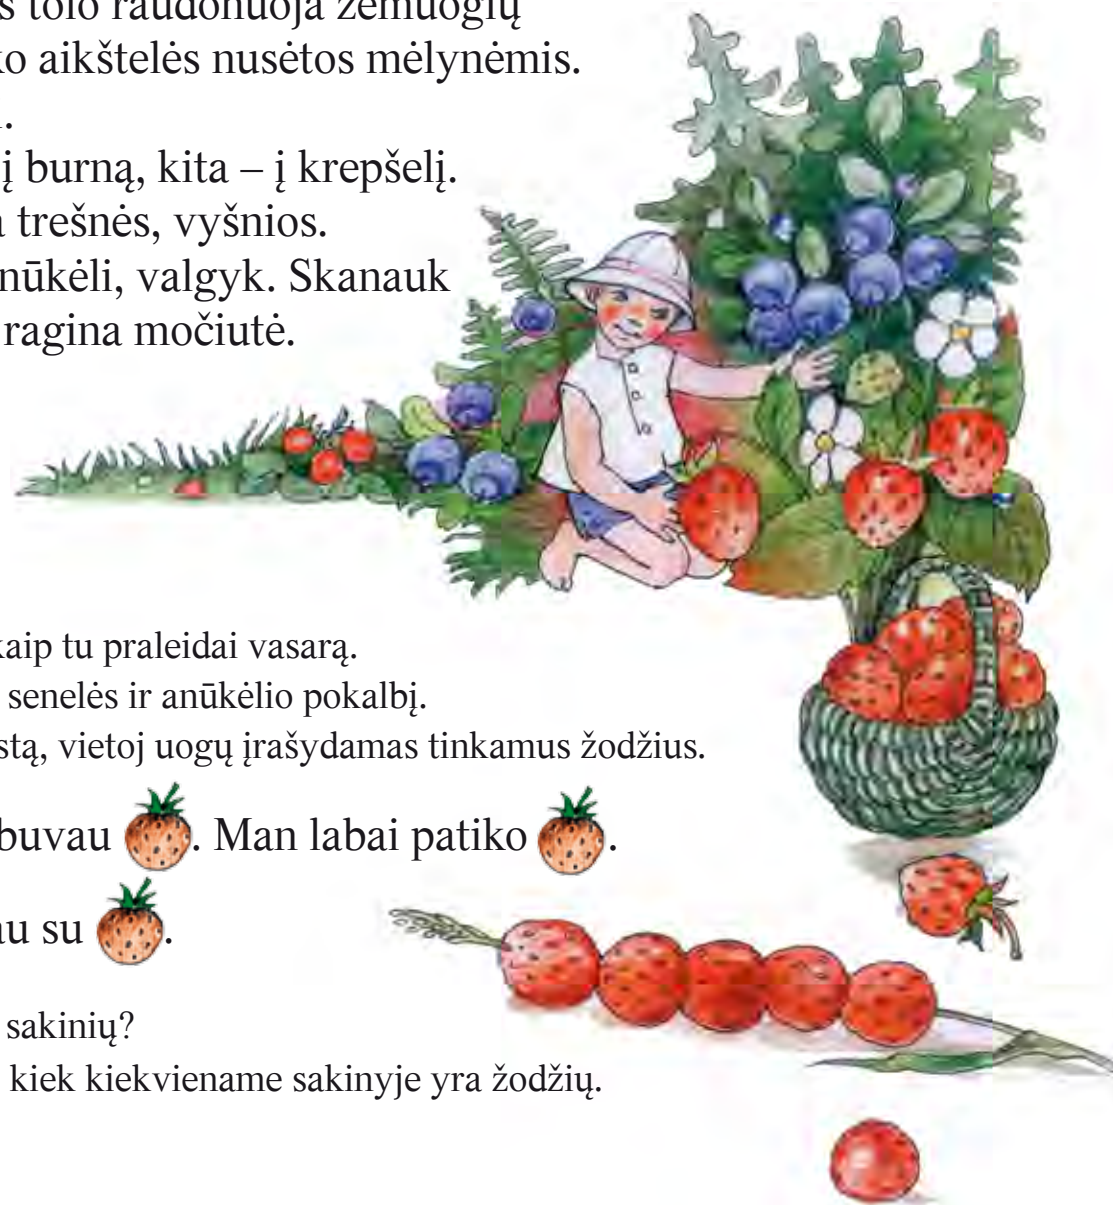 s tolo raudonuoja žemuogių
ko aikštelės nusėtos mėlynėmis.
į burną, kita – į krepšelį.
a trešnės, vyšnios.
nūkėli, valgyk. Skanauk
ragina močiutė.
kaip tu praleidai vasarą.
senelės ir anūkėlio pokalbį.
stą, vietoj uogų įrašydamas tinkamus žodžius.
buvau . Man labai patiko .
au su .
sakinių?
kiek kiekviename sakinyje yra žodžių.